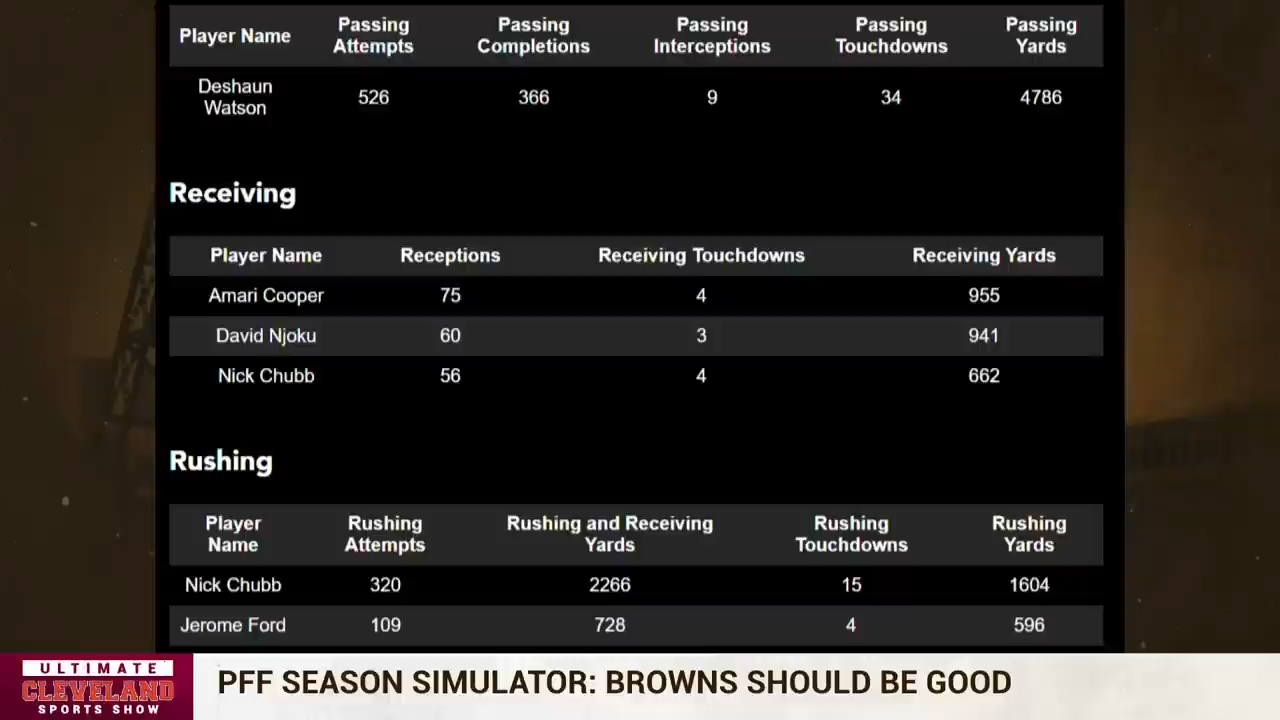 Player Name Passing Attempts Passing Completions Passing Interceptions Passing Touchdowns Passing Yards
Deshaun Watson 526 366 9 34 4786
Receiving
Player Name Receptions Receiving Touchdowns Receiving Yards
Amari Cooper 75 4 955
David Njoku 60 3 941
Nick Chubb 56 4 662
Rushing
Player Name Rushing Attempts Rushing and Receiving Yards Rushing Touchdowns Rushing Yards
Nick Chubb 320 2266 15 1604
Jerome Ford 109 728 4 596
ULTIMATE
CLEVELAND
SPORTS SHOW
PFF SEASON SIMULATOR: BROWNS SHOULD BE GOOD